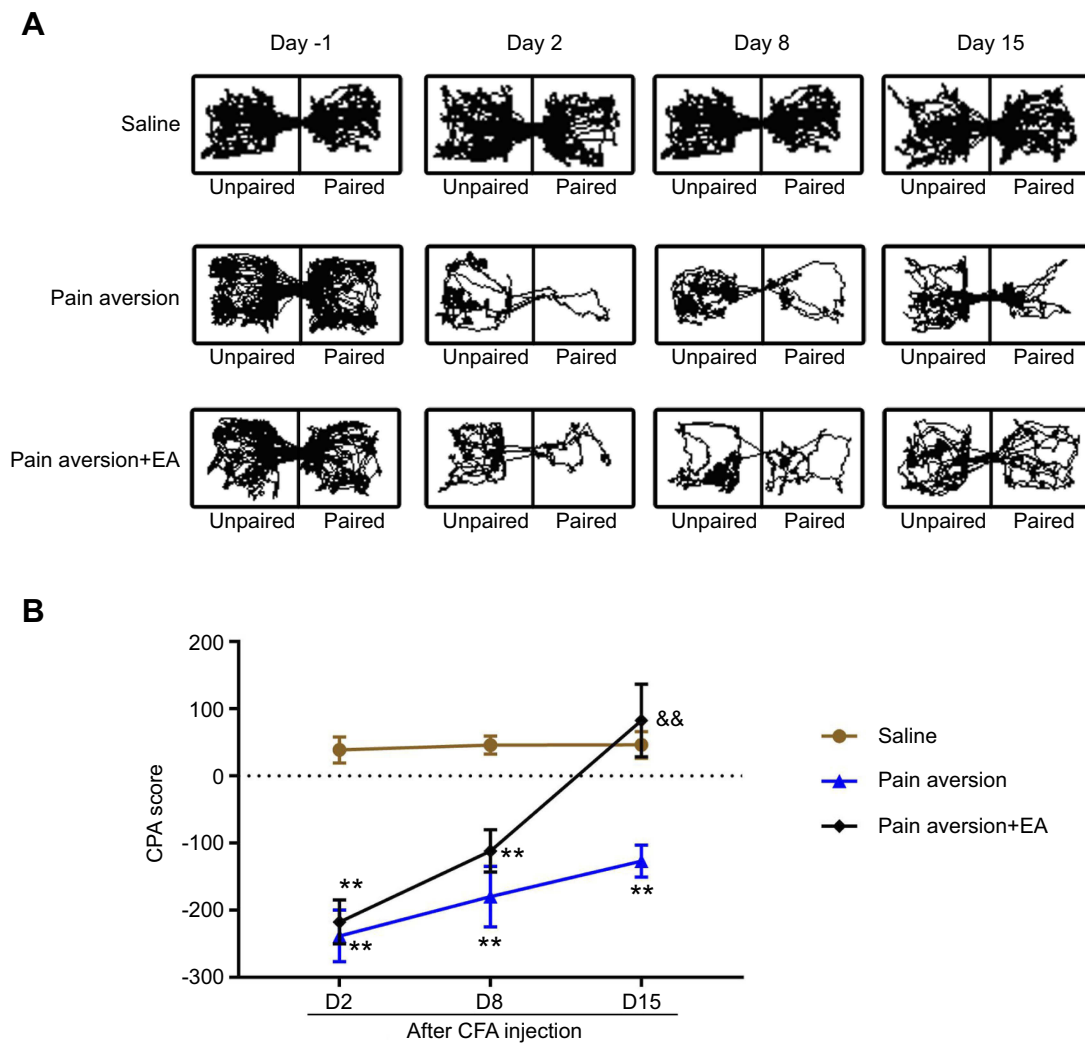 A
Day -1 Day 2 Day 8 Day 15
Saline
Unpaired Paired Unpaired Paired Unpaired Paired Unpaired Paired
Pain aversion
Unpaired Paired Unpaired Paired Unpaired Paired Unpaired Paired
Pain aversion+EA
Unpaired Paired Unpaired Paired Unpaired Paired Unpaired Paired
B
CPA score
200
100
0
-100
-200
-300
&&
**
**
**
**
**
D2 D8 D15
After CFA injection
Saline
Pain aversion
Pain aversion+EA